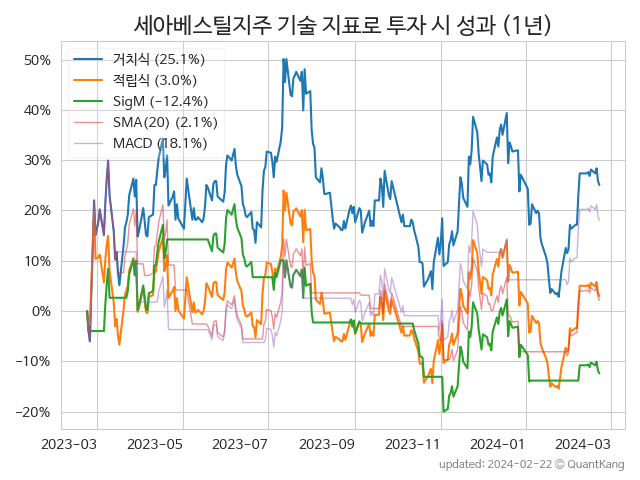 세아베스틸지주 기술 지표로 투자 시 성과 (1년)
거치식 (25.1%)
적립식 (3.0%)
SigM (−12.4%)
SMA(20) (2.1%)
MACD (18.1%)
50%
40%
30%
20%
10%
0%
−10%
−20%
2023-03 2023-05 2023-07 2023-09 2023-11 2024-01 2024-03
updated: 2024-02-22 © QuantKang